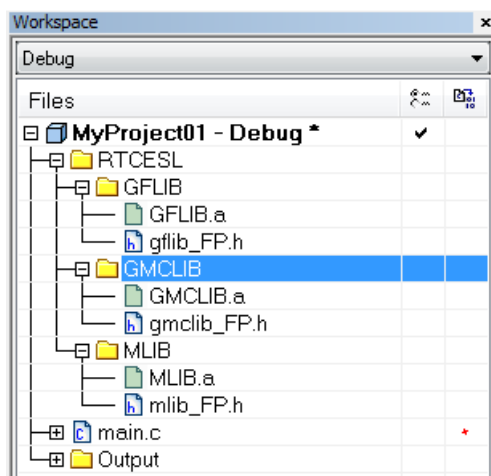 Workspace
Debug
Files
MyProject01 - Debug *
RTCESL
GFLIB
GFLIB.a
gflib_FP.h
GMCLIB
GMCLIB.a
gmclib_FP.h
MLIB
MLIB.a
mlib_FP.h
main.c
Output